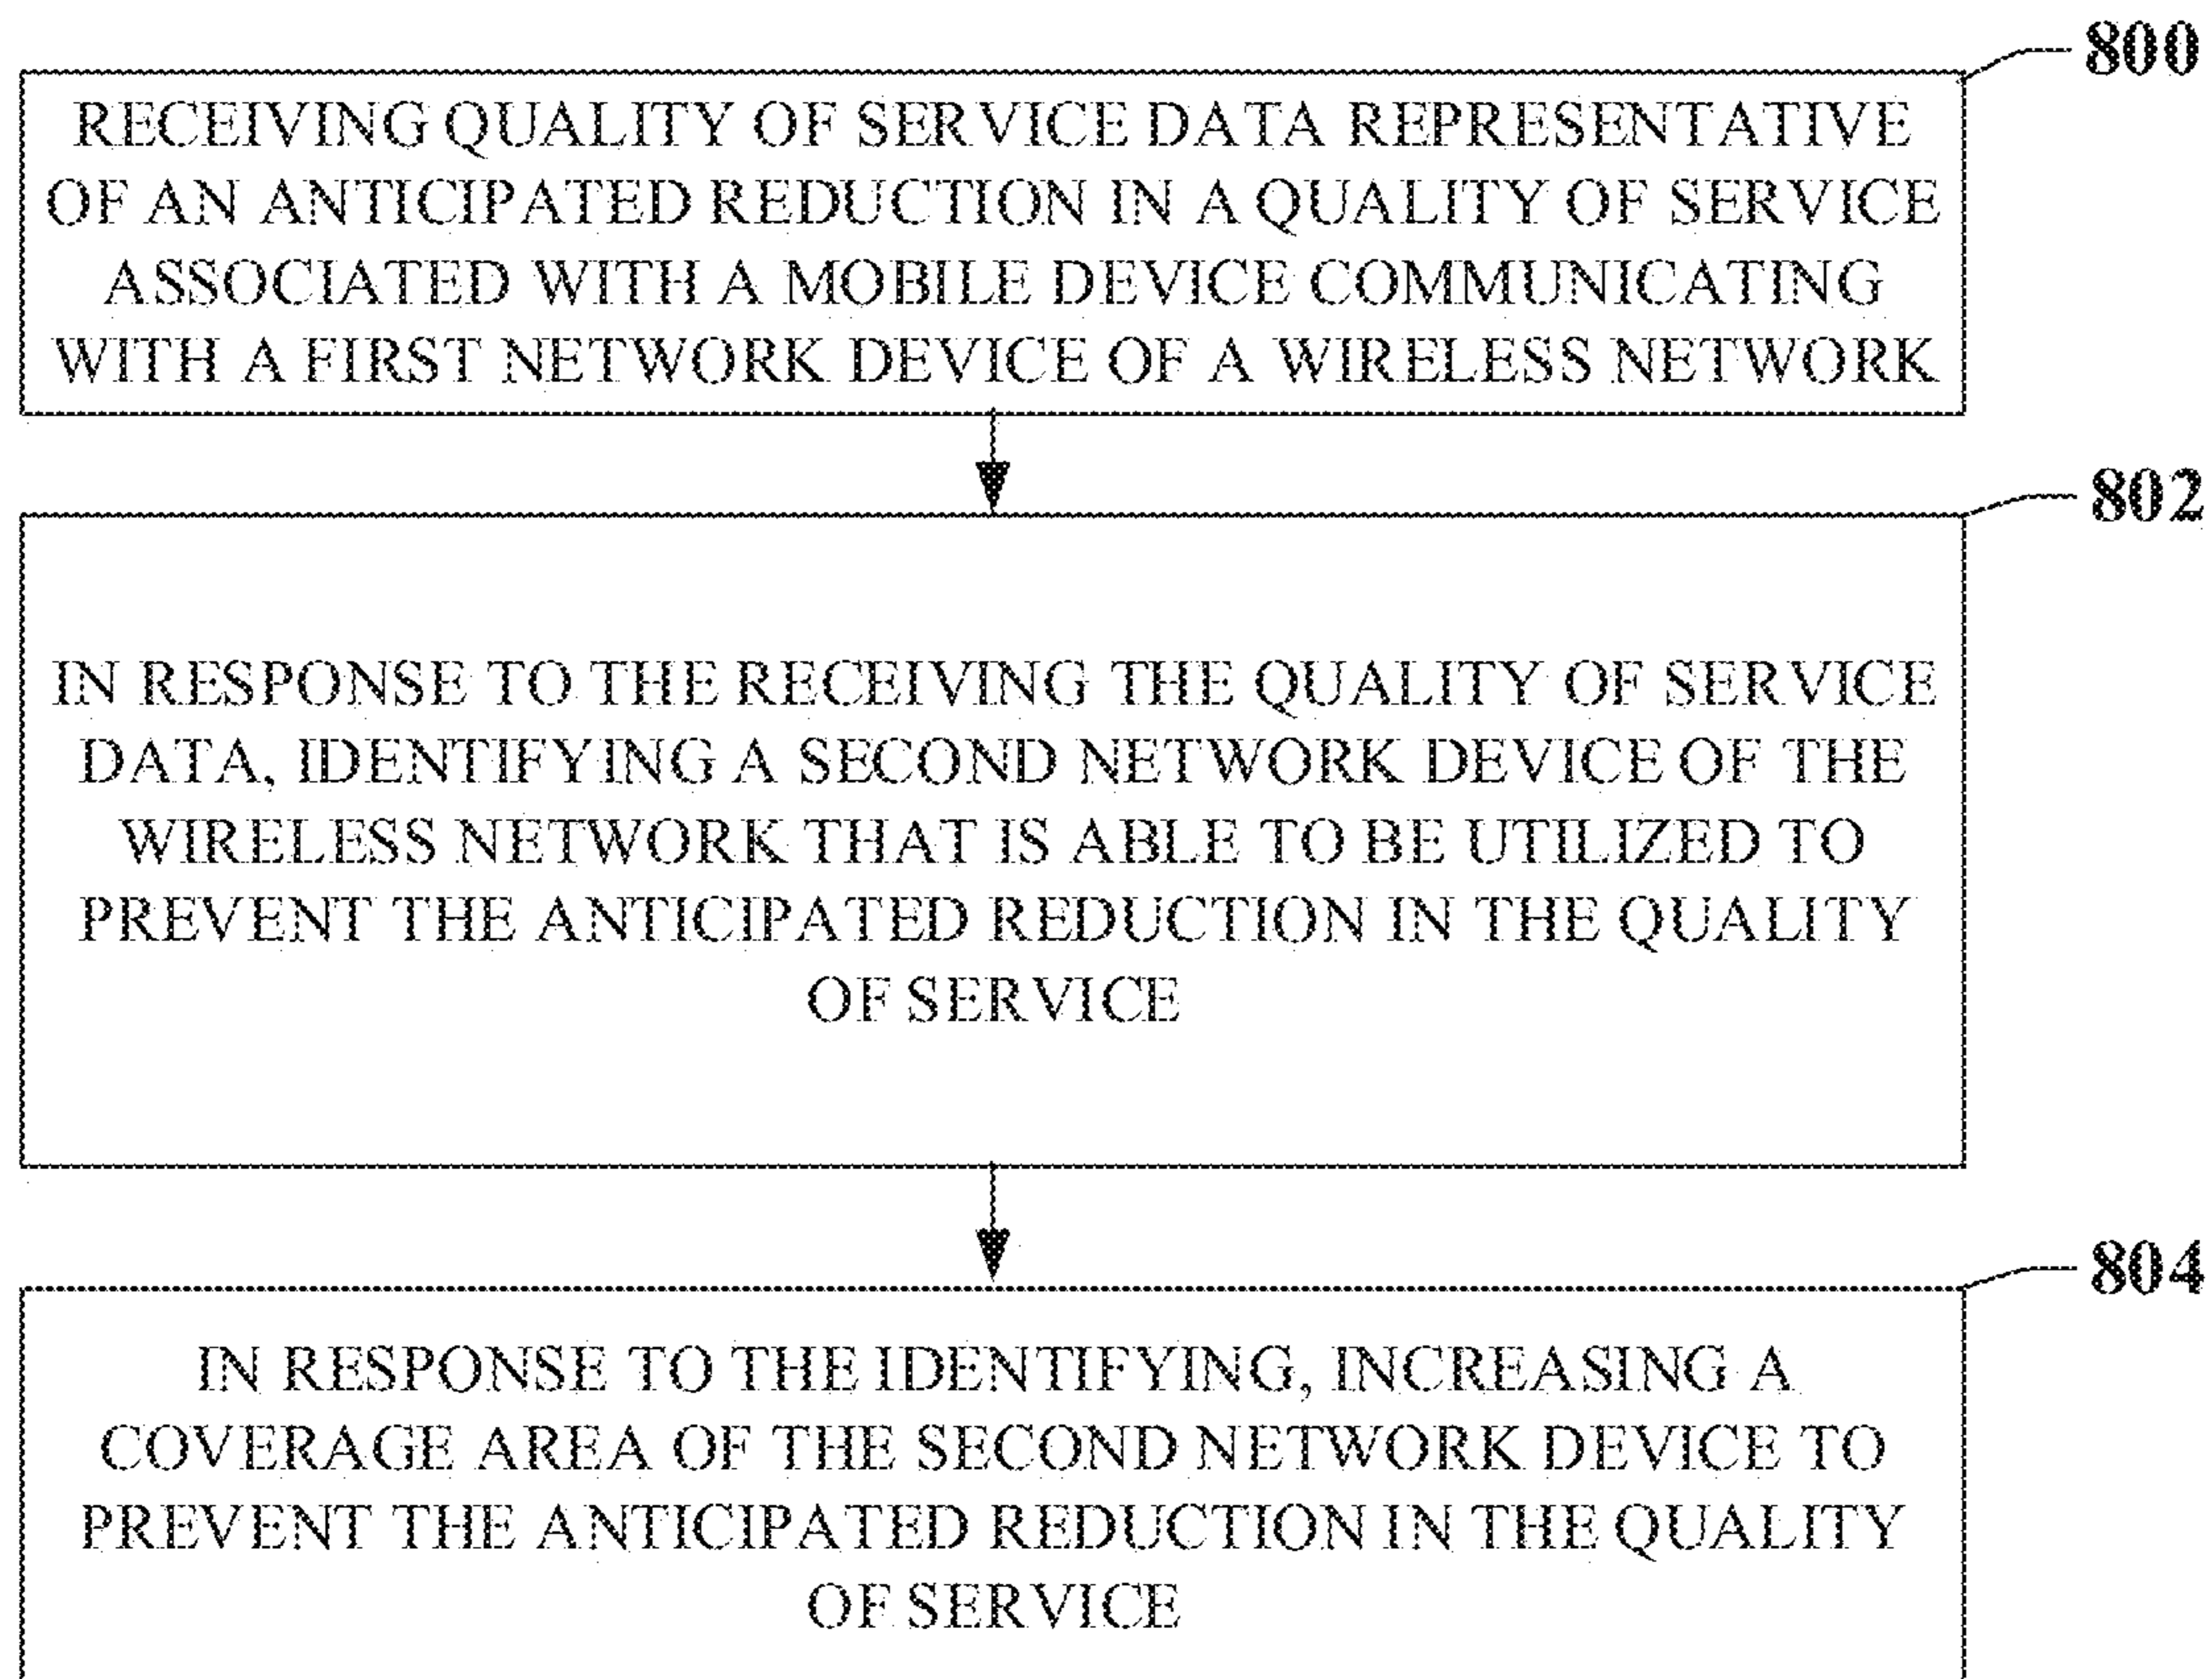 800
RECEIVING QUALITY OF SERVICE DATA REPRESENTATIVE
OF AN ANTICIPATED REDUCTION IN A QUALITY OF SERVICE
ASSOCIATED WITH A MOBILE DEVICE COMMUNICATING
WITH A FIRST NETWORK DEVICE OF A WIRELESS NETWORK
802
IN RESPONSE TO THE RECEIVING THE QUALITY OF SERVICE
DATA, IDENTIFYING A SECOND NETWORK DEVICE OF THE
WIRELESS NETWORK THAT IS ABLE TO BE UTILIZED TO
PREVENT THE ANTICIPATED REDUCTION IN THE QUALITY
OF SERVICE
804
IN RESPONSE TO THE IDENTIFYING, INCREASING A
COVERAGE AREA OF THE SECOND NETWORK DEVICE TO
PREVENT THE ANTICIPATED REDUCTION IN THE QUALITY
OF SERVICE